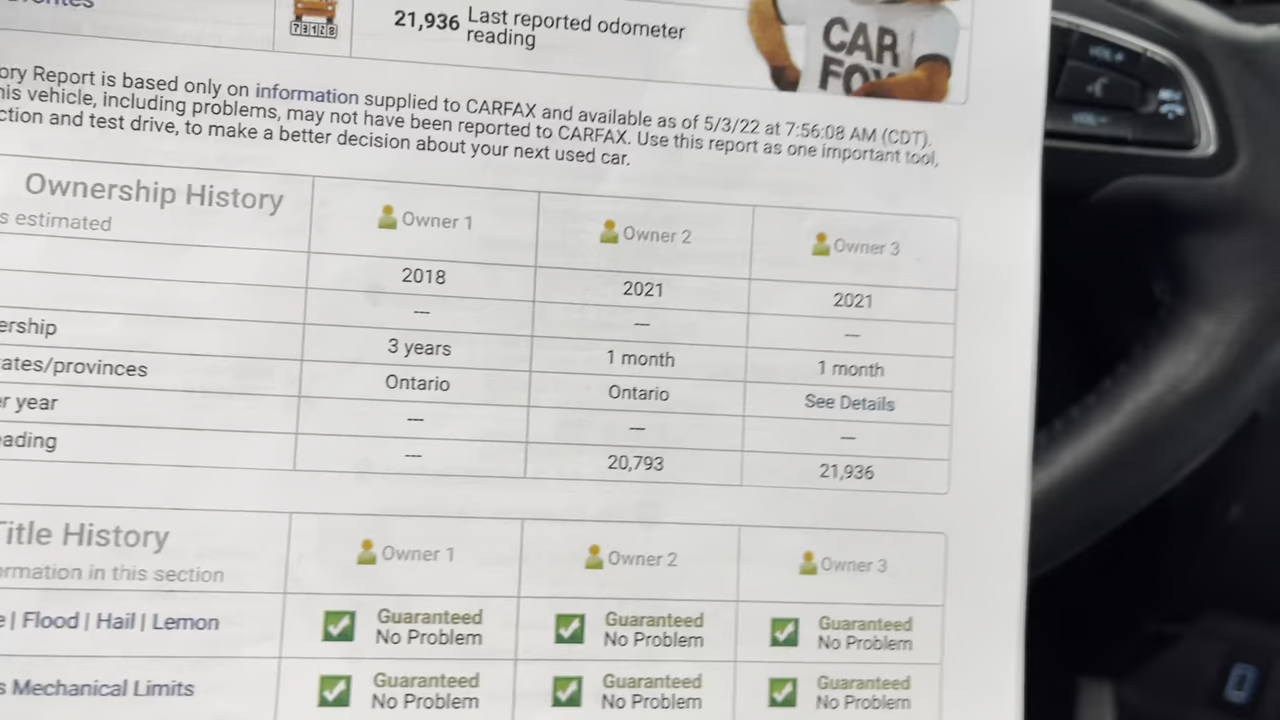 21,936 Last reported odometer
reading
CAR
FOX
ory Report is based only on information supplied to CARFAX and available as of 5/3/22 at 7:56:08 AM (CDT).
his vehicle, including problems, may not have been reported to CARFAX. Use this report as one important tool,
ction and test drive, to make a better decision about your next used car.
Ownership History
s estimated
Owner 1
Owner 2
Owner 3
2018
2021
2021
---
---
---
ership
3 years
1 month
1 month
ates/provinces
Ontario
Ontario
See Details
er year
---
---
---
eading
---
20,793
21,936
Title History
ormation in this section
Owner 1
Owner 2
Owner 3
e | Flood | Hail | Lemon
Guaranteed
No Problem
Guaranteed
No Problem
Guaranteed
No Problem
s Mechanical Limits
Guaranteed
No Problem
Guaranteed
No Problem
Guaranteed
No Problem